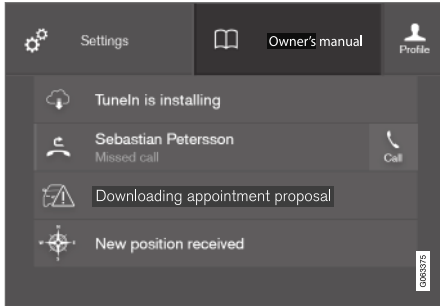 Settings
Owner's manual
Profile
TuneIn is installing
Sebastian Petersson
Missed call
Call
Downloading appointment proposal
New position received
G063375